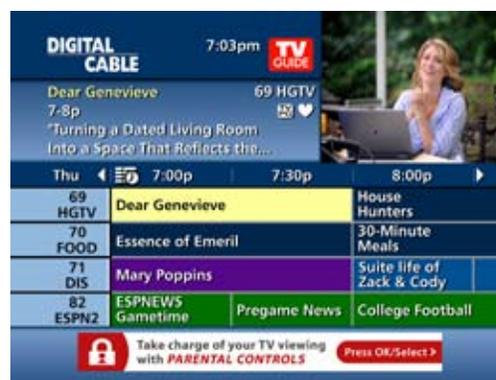 DIGITAL
CABLE
7:03pm
TV
GUIDE
Dear Genevieve 69 HGTV
7-8p
"Turning a Dated Living Room
Into a Space That Reflects the...
Thu 7:00p 7:30p 8:00p
69
HGTV
Dear Genevieve
House
Hunters
70
FOOD
Essence of Emeril
30-Minute
Meals
71
DIS
Mary Poppins
Suite life of
Zack & Cody
82
ESPN2
ESPNEWS
Gametime
Pregame News
College Football
Take charge of your TV viewing
with PARENTAL CONTROLS
Press OK/Select >